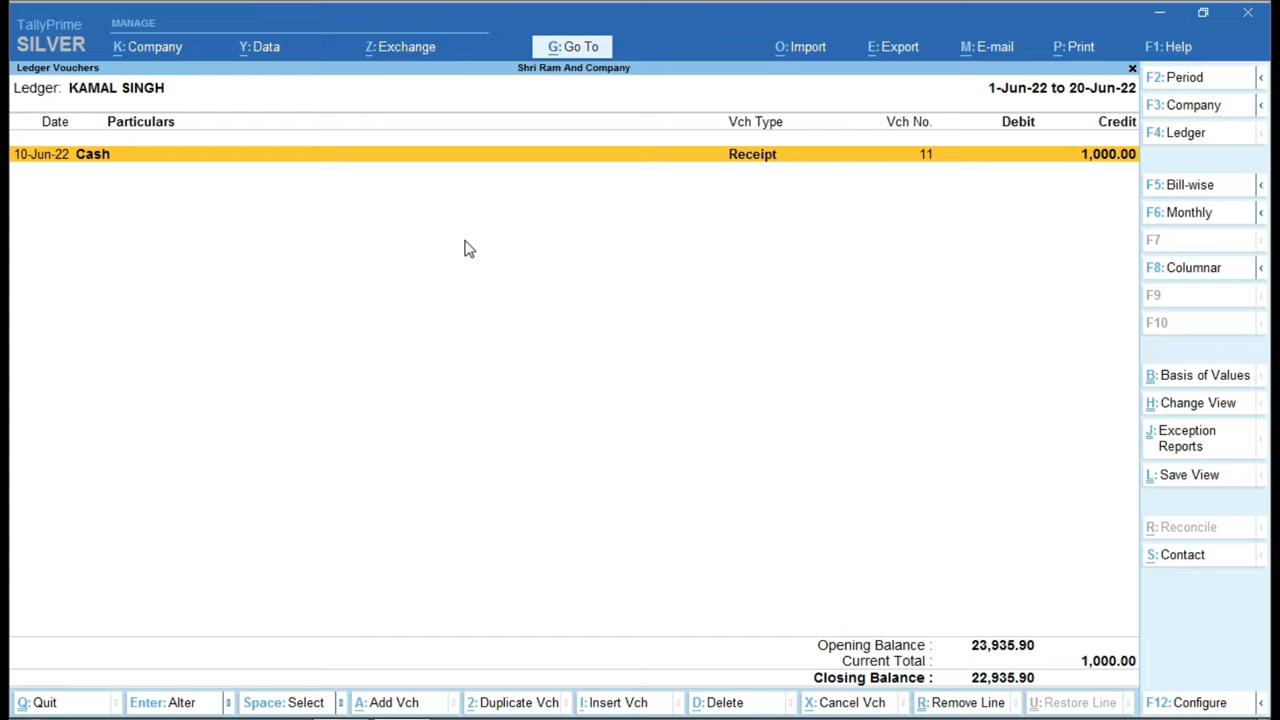 TallyPrime MANAGE
SILVER K: Company Y: Data Z: Exchange G: Go To O: Import E: Export M: E-mail P: Print F1: Help
Ledger Vouchers Shri Ram And Company
Ledger: KAMAL SINGH 1-Jun-22 to 20-Jun-22
Date Particulars Vch Type Vch No. Debit Credit
10-Jun-22 Cash Receipt 11 1,000.00
Opening Balance : 23,935.90
Current Total : 1,000.00
Closing Balance : 22,935.90
F2: Period
F3: Company
F4: Ledger
F5: Bill-wise
F6: Monthly
F7
F8: Columnar
F9
F10
B: Basis of Values
H: Change View
J: Exception
Reports
L: Save View
R: Reconcile
S: Contact
Q: Quit Enter: Alter Space: Select A: Add Vch 2: Duplicate Vch I: Insert Vch D: Delete X: Cancel Vch R: Remove Line U: Restore Line F12: Configure